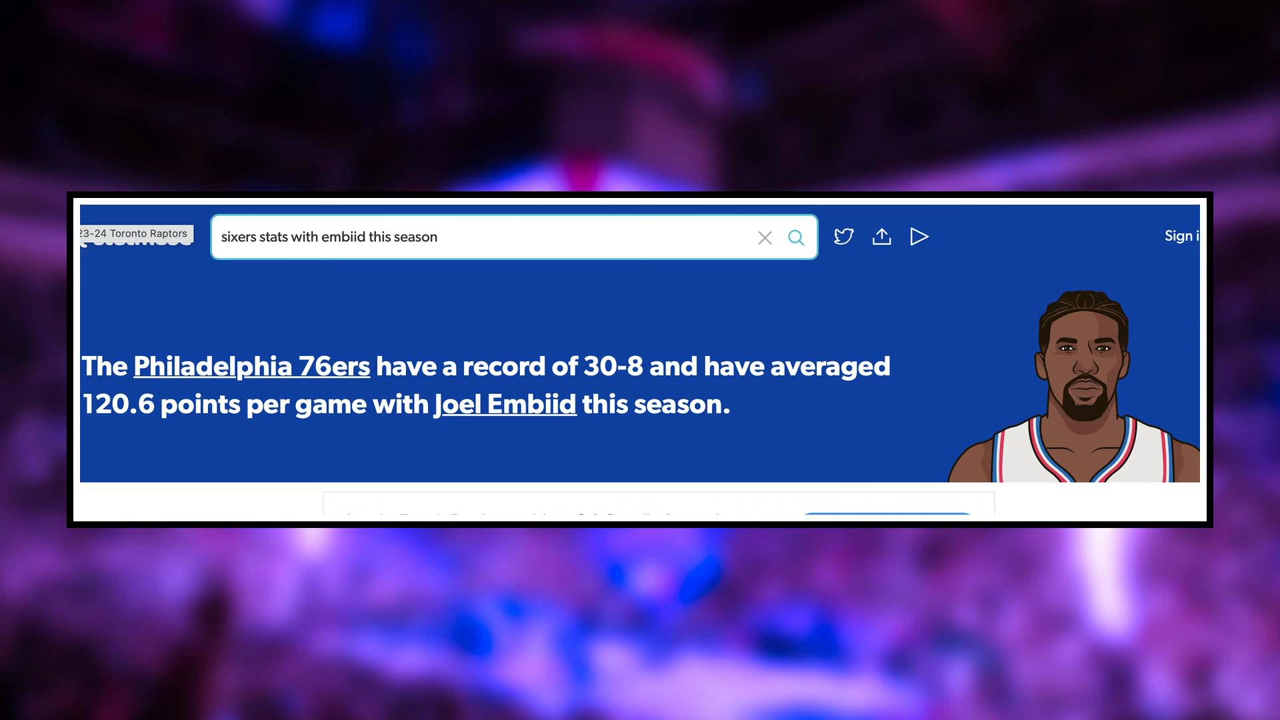 23-24 Toronto Raptors
sixers stats with embiid this season
Sign i
The Philadelphia 76ers have a record of 30-8 and have averaged
120.6 points per game with Joel Embiid this season.